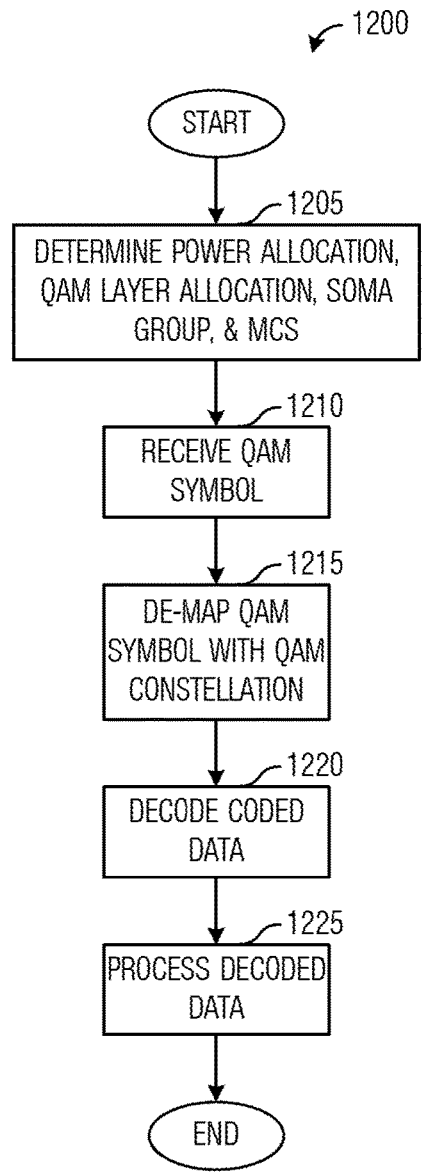 1200
START
1205
DETERMINE POWER ALLOCATION,
QAM LAYER ALLOCATION, SOMA
GROUP, & MCS
1210
RECEIVE QAM
SYMBOL
1215
DE-MAP QAM
SYMBOL WITH QAM
CONSTELLATION
1220
DECODE CODED
DATA
1225
PROCESS DECODED
DATA
END